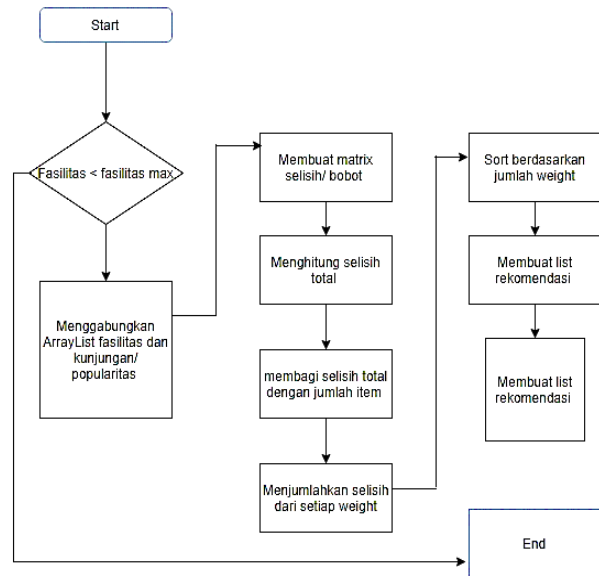 Start
Fasilitas < fasilitas max
Menggabungkan
ArrayList fasilitas dan
kunjungan/
popularitas
Membuat matrix
selisih/ bobot
Menghitung selisih
total
membagi selisih total
dengan jumlah item
Menjumlahkan selisih
dari setiap weight
Sort berdasarkan
jumlah weight
Membuat list
rekomendasi
Membuat list
rekomendasi
End